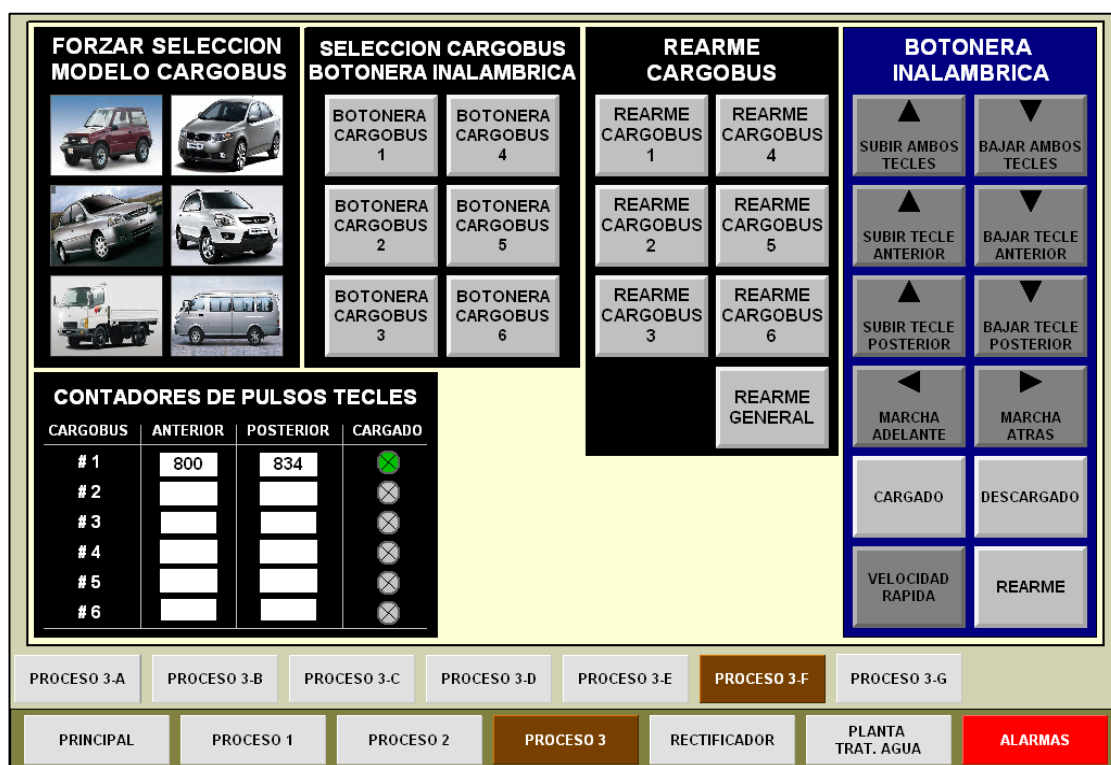 FORZAR SELECCION
MODELO CARGOBUS
SELECCION CARGOBUS
BOTONERA INALAMBRICA
BOTONERA
CARGOBUS
1
BOTONERA
CARGOBUS
4
BOTONERA
CARGOBUS
2
BOTONERA
CARGOBUS
5
BOTONERA
CARGOBUS
3
BOTONERA
CARGOBUS
6
REARME
CARGOBUS
REARME
CARGOBUS
1
REARME
CARGOBUS
4
REARME
CARGOBUS
2
REARME
CARGOBUS
5
REARME
CARGOBUS
3
REARME
CARGOBUS
6
REARME
GENERAL
BOTONERA
INALAMBRICA
SUBIR AMBOS
TECLES
BAJAR AMBOS
TECLES
SUBIR TECLE
ANTERIOR
BAJAR TECLE
ANTERIOR
SUBIR TECLE
POSTERIOR
BAJAR TECLE
POSTERIOR
MARCHA
ADELANTE
MARCHA
ATRAS
CARGADO
DESCARGADO
VELOCIDAD
RAPIDA
REARME
CONTADORES DE PULSOS TECLES
CARGOBUS ANTERIOR POSTERIOR CARGADO
# 1 800 834
# 2
# 3
# 4
# 5
# 6
PROCESO 3-A PROCESO 3-B PROCESO 3-C PROCESO 3-D PROCESO 3-E PROCESO 3-F PROCESO 3-G
PRINCIPAL PROCESO 1 PROCESO 2 PROCESO 3 RECTIFICADOR PLANTA TRAT. AGUA ALARMAS